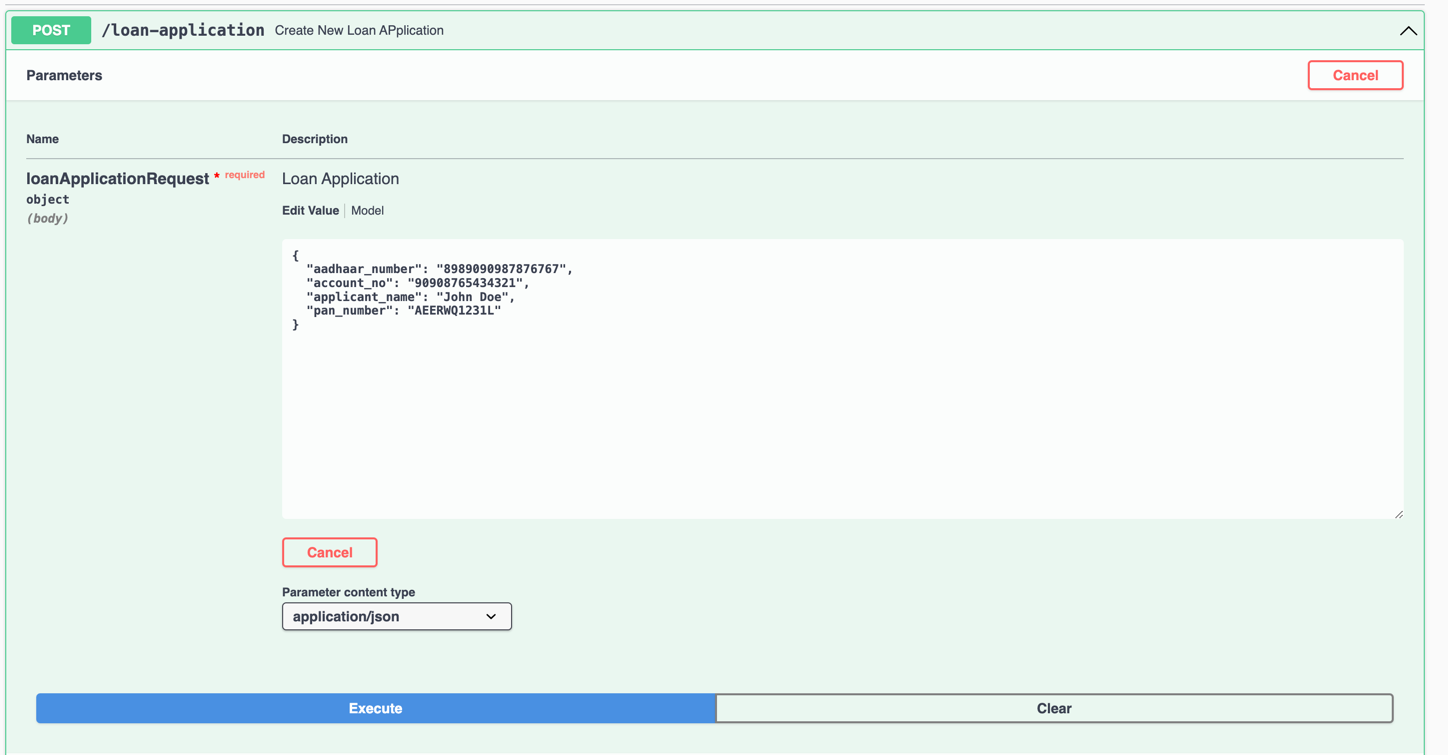 POST /loan-application Create New Loan APplication
Parameters
Cancel
Name Description
loanApplicationRequest * required
object
(body)
Loan Application
Edit Value Model
{
"aadhaar_number": "8989090987876767",
"account_no": "90908765434321",
"applicant_name": "John Doe",
"pan_number": "AEERWQ1231L"
}
Cancel
Parameter content type
application/json
Execute Clear